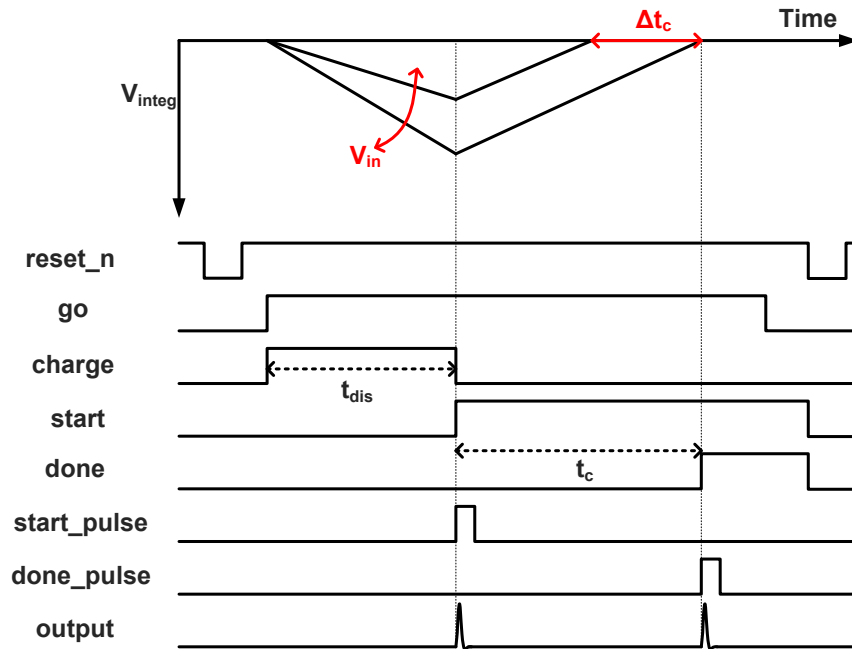 Δtc
Time
Vinteg
Vin
reset_n
go
charge
tdis
start
done
tc
start_pulse
done_pulse
output